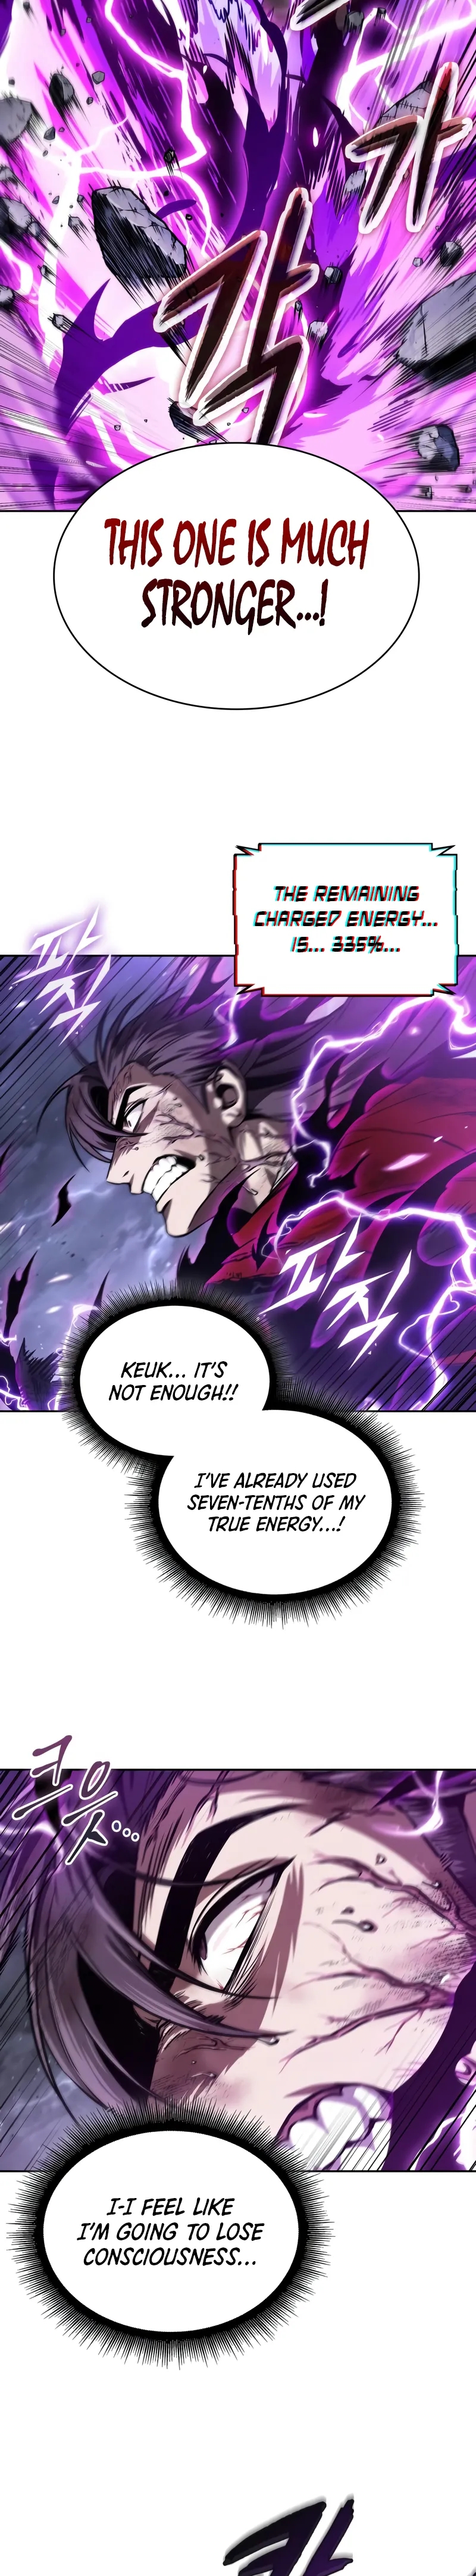 가
각
THIS ONE IS MUCH
STRONGER...!
THE REMAINING
CHARGED ENERGY...
IS... 335%...
파
직
파
직
KEUK... IT'S
NOT ENOUGH!!
I'VE ALREADY USED
SEVEN-TENTHS OF MY
TRUE ENERGY...!
크읏...
I-I FEEL LIKE
I'M GOING TO LOSE
CONSCIOUSNESS...